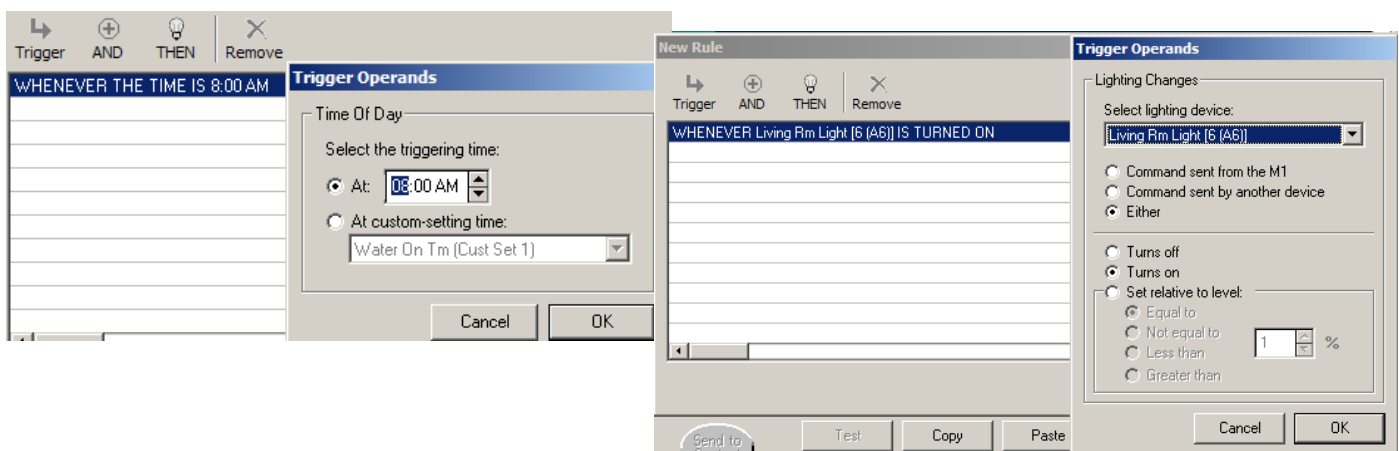 Trigger AND THEN Remove
WHENEVER THE TIME IS 8:00 AM
Trigger Operands
Time Of Day
Select the triggering time:
At: 08:00 AM
At custom-setting time:
Water On Tm (Cust Set 1)
Cancel OK
New Rule
Trigger AND THEN Remove
WHENEVER Living Rm Light [6 (A6)] IS TURNED ON
Send to
Test Copy Paste
Trigger Operands
Lighting Changes
Select lighting device:
Living Rm Light [6 (A6)]
Command sent from the M1
Command sent by another device
Either
Turns off
Turns on
Set relative to level:
Equal to
Not equal to
Less than
Greater than
1 %
Cancel OK